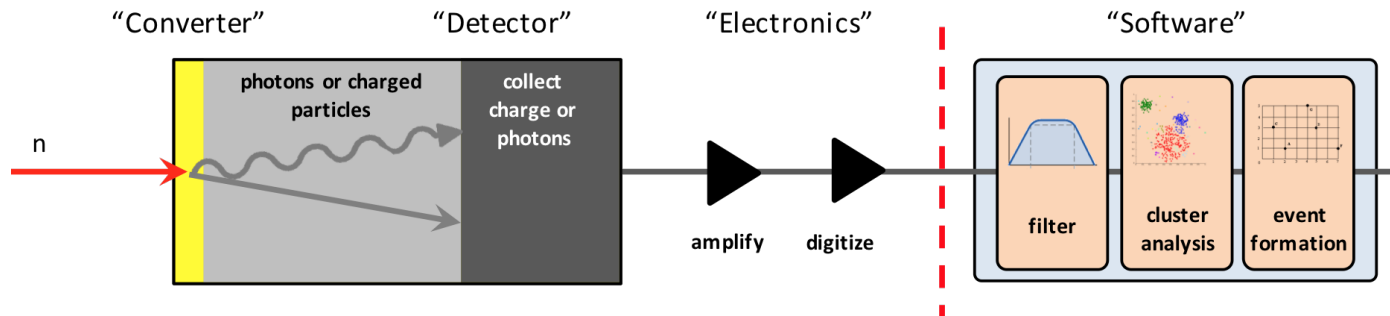 “Converter”
“Detector”
“Electronics”
“Software”
photons or charged
particles
collect
charge or
photons
n
amplify
digitize
filter
cluster
analysis
event
formation